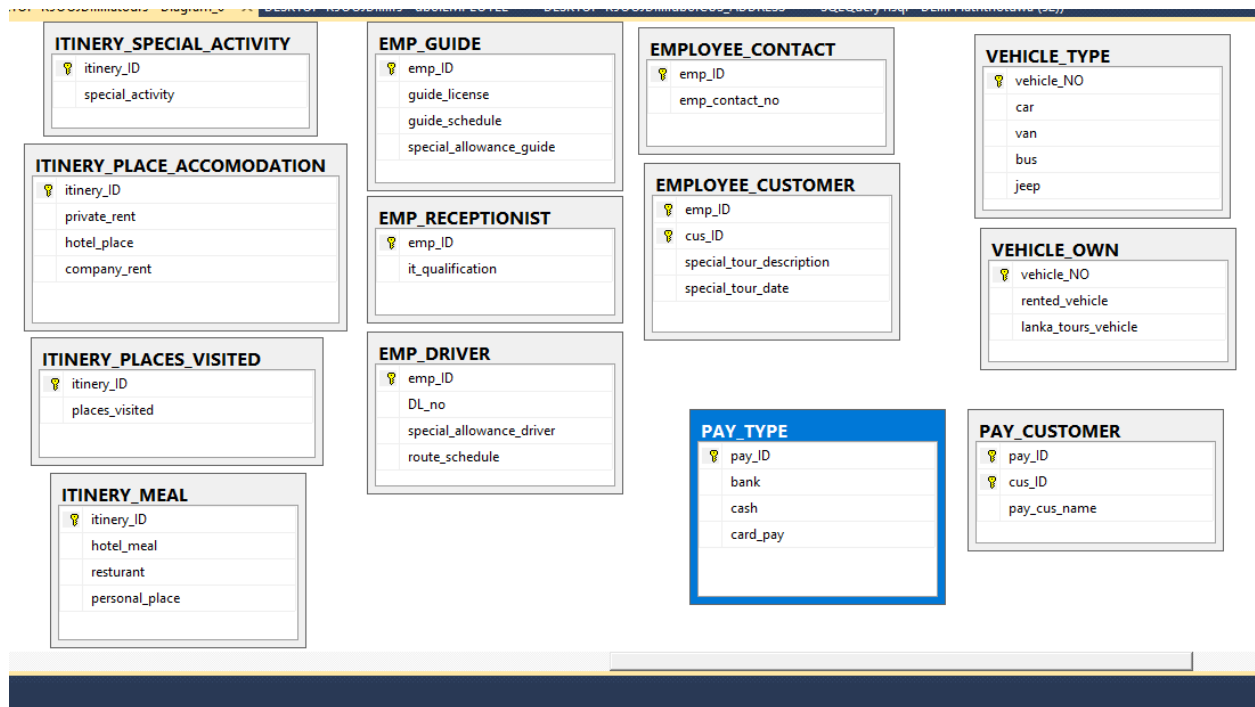 ITINERY_SPECIAL_ACTIVITY
itinery_ID
special_activity
ITINERY_PLACE_ACCOMODATION
itinery_ID
private_rent
hotel_place
company_rent
ITINERY_PLACES_VISITED
itinery_ID
places_visited
ITINERY_MEAL
itinery_ID
hotel_meal
resturant
personal_place
EMP_GUIDE
emp_ID
guide_license
guide_schedule
special_allowance_guide
EMP_RECEPTIONIST
emp_ID
it_qualification
EMP_DRIVER
emp_ID
DL_no
special_allowance_driver
route_schedule
EMPLOYEE_CONTACT
emp_ID
emp_contact_no
EMPLOYEE_CUSTOMER
emp_ID
cus_ID
special_tour_description
special_tour_date
PAY_TYPE
pay_ID
bank
cash
card_pay
VEHICLE_TYPE
vehicle_NO
car
van
bus
jeep
VEHICLE_OWN
vehicle_NO
rented_vehicle
lanka_tours_vehicle
PAY_CUSTOMER
pay_ID
cus_ID
pay_cus_name